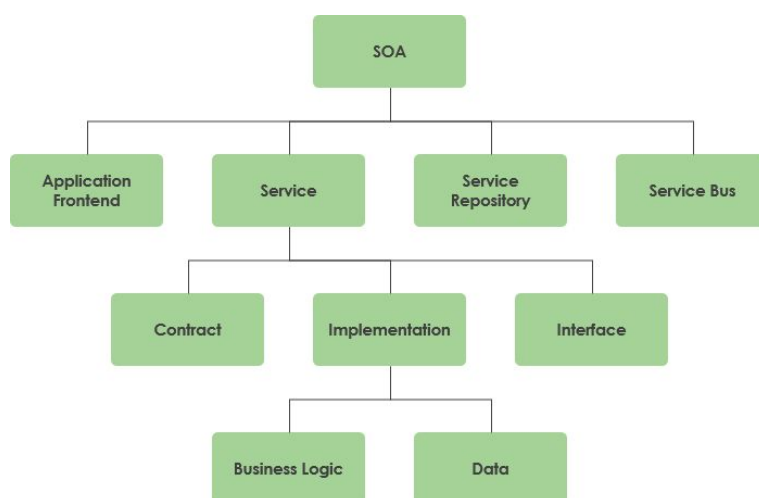 SOA
Application
Frontend
Service
Service
Repository
Service Bus
Contract
Implementation
Interface
Business Logic
Data